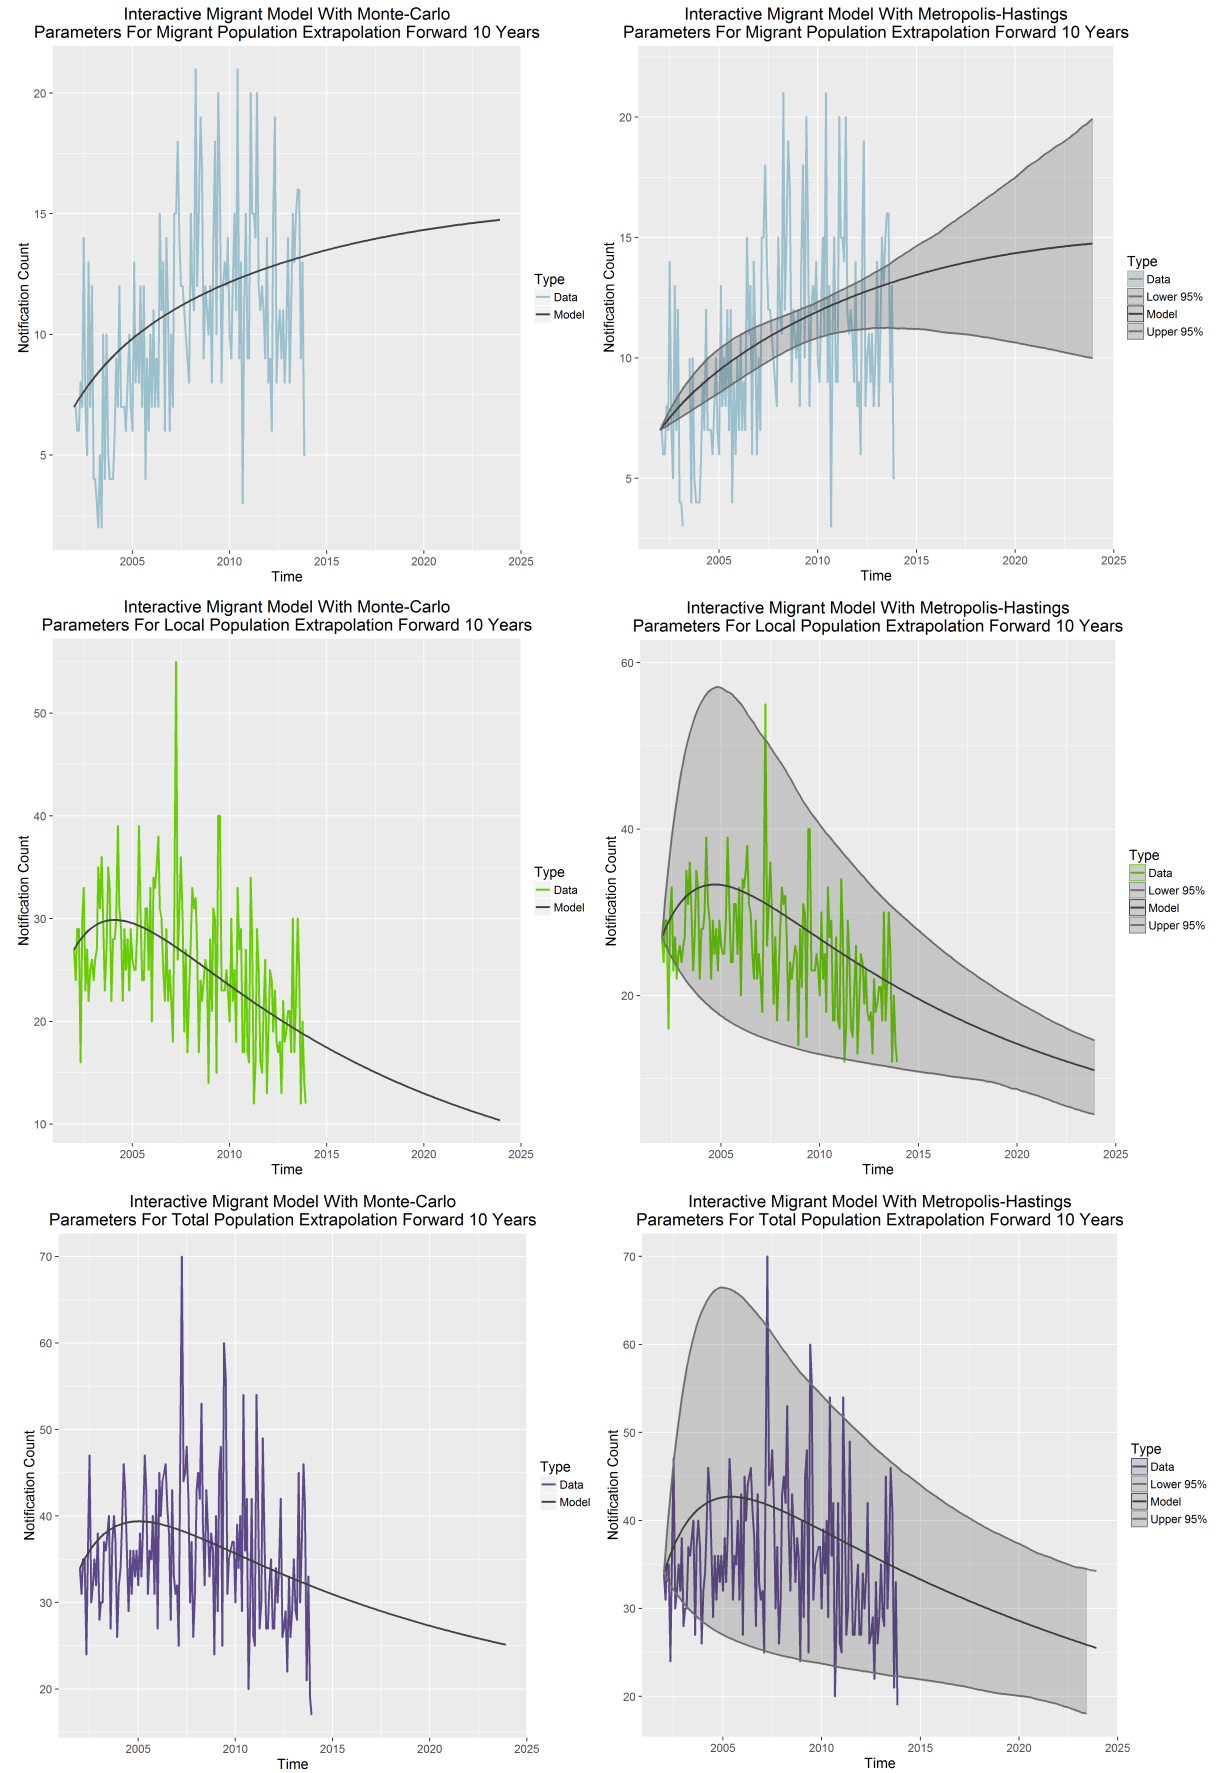 Interactive Migrant Model With Monte-Carlo
Parameters For Migrant Population Extrapolation Forward 10 Years
20
15
10
5
Notification Count
2005
2010
2015
2020
2025
Time
Type
Data
Model
Interactive Migrant Model With Metropolis-Hastings
Parameters For Migrant Population Extrapolation Forward 10 Years
20
15
10
5
Notification Count
2005
2010
2015
2020
2025
Time
Type
Data
Lower 95%
Model
Upper 95%
Interactive Migrant Model With Monte-Carlo
Parameters For Local Population Extrapolation Forward 10 Years
50
40
30
20
10
Notification Count
2005
2010
2015
2020
2025
Time
Type
Data
Model
Interactive Migrant Model With Metropolis-Hastings
Parameters For Local Population Extrapolation Forward 10 Years
60
40
20
Notification Count
2005
2010
2015
2020
2025
Time
Type
Data
Lower 95%
Model
Upper 95%
Interactive Migrant Model With Monte-Carlo
Parameters For Total Population Extrapolation Forward 10 Years
70
60
50
40
30
20
Notification Count
2005
2010
2015
2020
2025
Time
Type
Data
Model
Interactive Migrant Model With Metropolis-Hastings
Parameters For Total Population Extrapolation Forward 10 Years
70
60
50
40
30
20
Notification Count
2005
2010
2015
2020
2025
Time
Type
Data
Lower 95%
Model
Upper 95%